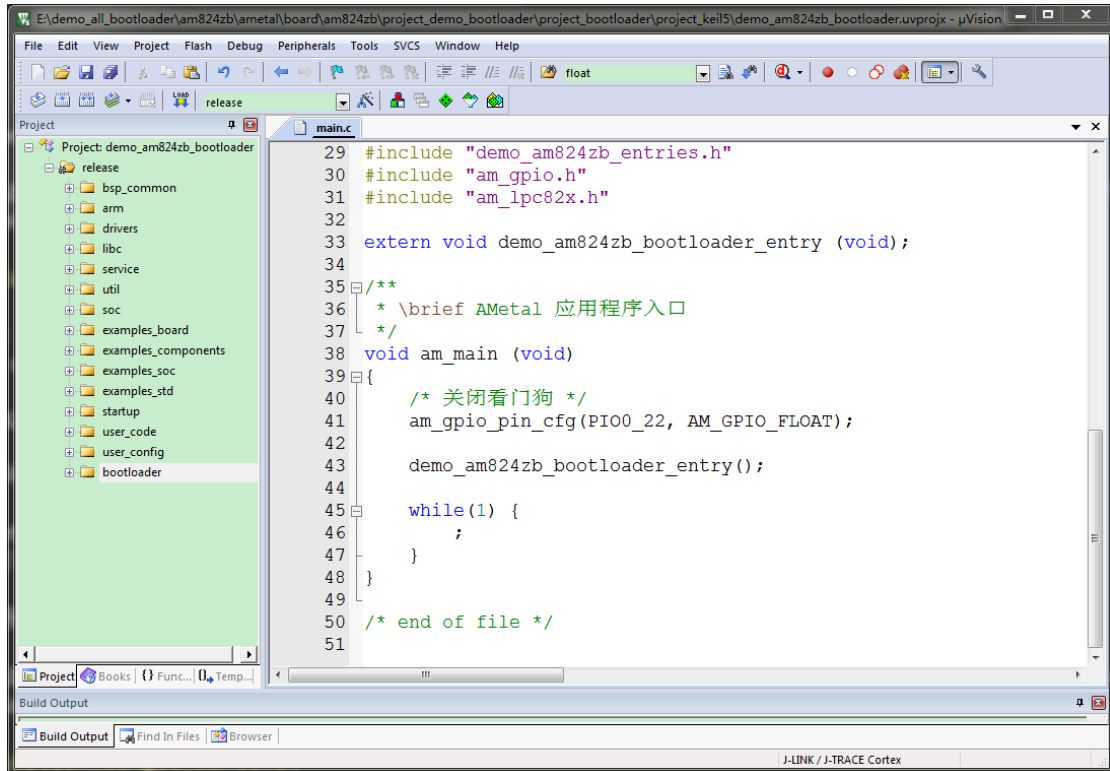 E:\demo_all_bootloader\am824zb\ametal\board\am824zb\project_demo_bootloader\project_bootloader\project_keil5\demo_am824zb_bootloader.uvprojx - µVision
File Edit View Project Flash Debug Peripherals Tools SVCS Window Help
float
LOAD release
Project
main.c
Project: demo_am824zb_bootloader
release
bsp_common
arm
drivers
libc
service
util
soc
examples_board
examples_components
examples_soc
examples_std
startup
user_code
user_config
bootloader
29 #include "demo_am824zb_entries.h"
30 #include "am_gpio.h"
31 #include "am_lpc82x.h"
32
33 extern void demo_am824zb_bootloader_entry (void);
34
35 /**
36 * \brief AMetal 应用程序入口
37 */
38 void am_main (void)
39 {
40 /* 关闭看门狗 */
41 am_gpio_pin_cfg(PIO0_22, AM_GPIO_FLOAT);
42
43 demo_am824zb_bootloader_entry();
44
45 while(1) {
46 ;
47 }
48 }
49
50 /* end of file */
51
Project Books {} Func... Temp...
Build Output
Build Output Find In Files Browser
J-LINK / J-TRACE Cortex